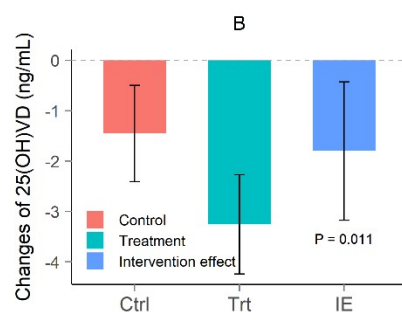 B
Changes of 25(OH)VD (ng/mL)
0
-1
-2
-3
-4
Control
Treatment
Intervention effect
P = 0.011
Ctrl
Trt
IE